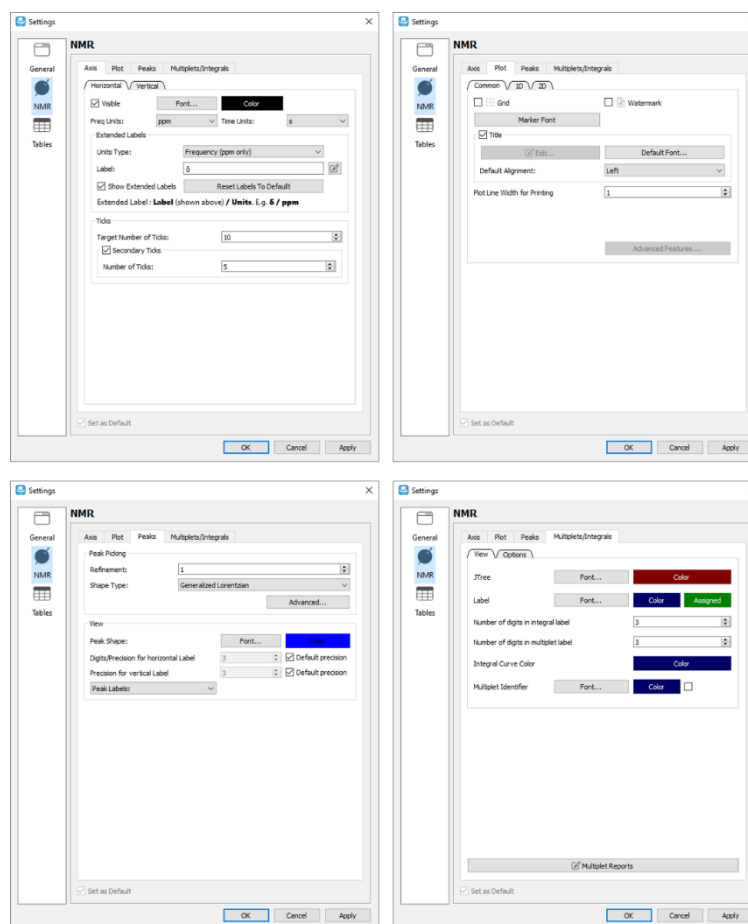 Settings
NMR
General
NMR
Tables
Axis Plot Peaks Multiplets/Integrals
Horizontal Vertical
Visible Font... Color
Freq Units: ppm Time Units: s
Extended Labels
Units Type: Frequency (ppm only)
Label: δ
Show Extended Labels Reset Labels To Default
Extended Label : Label (shown above) / Units. E.g. δ / ppm
Ticks
Target Number of Ticks: 10
Secondary Ticks
Number of Ticks: 5
Set as Default
OK Cancel Apply
Settings
NMR
General
NMR
Tables
Axis Plot Peaks Multiplets/Integrals
Common 1D 2D
Grid Watermark
Marker Font
Title
Edit... Default Font...
Default Alignment: Left
Plot Line Width for Printing 1
Advanced Features....
Set as Default
OK Cancel Apply
Settings
NMR
General
NMR
Tables
Axis Plot Peaks Multiplets/Integrals
Peak Picking
Refinement: 1
Shape Type: Generalized Lorentzian
Advanced...
View
Peak Shape: Font... Color
Digits/Precision for horizontal Label 3 Default precision
Precision for vertical Label 3 Default precision
Peak Labels:
Set as Default
OK Cancel Apply
Settings
NMR
General
NMR
Tables
Axis Plot Peaks Multiplets/Integrals
View Options
JTree Font... Color
Label Font... Color Assigned
Number of digits in integral label 3
Number of digits in multiplet label 3
Integral Curve Color Color
Multiplet Identifier Font... Color
Multiplet Reports
Set as Default
OK Cancel Apply